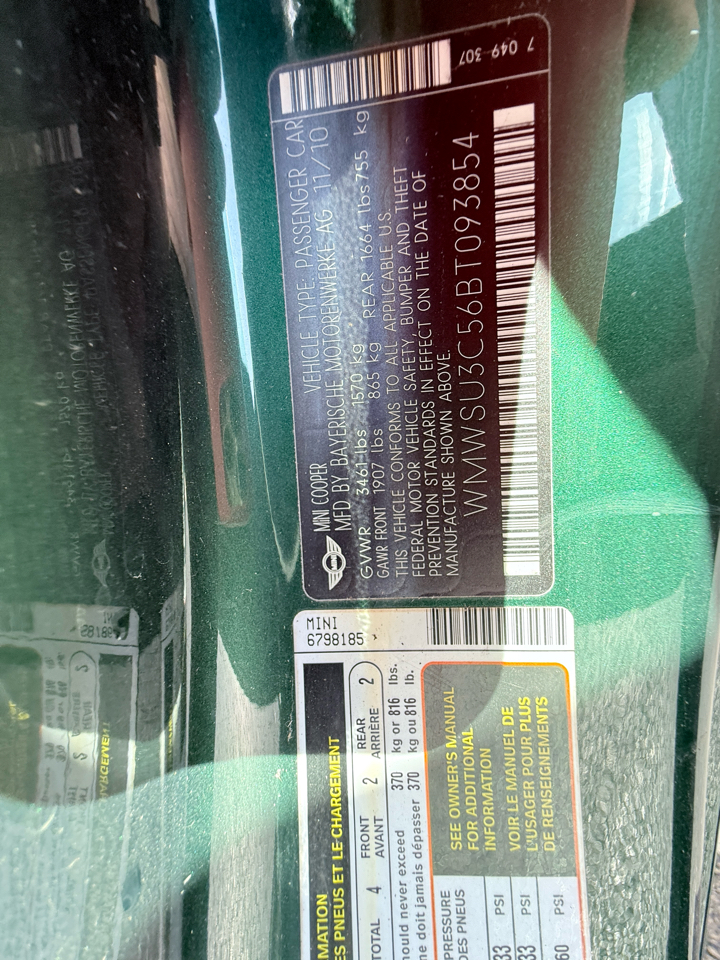 7 049 307
MINI COOPER VEHICLE TYPE: PASSENGER CAR
MFD BY BAYERISCHE MOTORENWERKE AG 11/10
GVWR 3461 lbs 1570 kg
GAWR FRONT 1907 lbs 865 kg REAR 1664 lbs 755 kg
THIS VEHICLE CONFORMS TO ALL APPLICABLE U.S.
FEDERAL MOTOR VEHICLE SAFETY, BUMPER AND THEFT
PREVENTION STANDARDS IN EFFECT ON THE DATE OF
MANUFACTURE SHOWN ABOVE.
WMWSU3C56BT093854
MINI
6798185
MATION
ES PNEUS ET LE CHARGEMENT
TOTAL 4 FRONT AVANT 2 REAR ARRIÈRE 2
hould never exceed 370 kg or 816 lbs.
ne doit jamais dépasser 370 kg ou 816 lb.
PRESSURE
DES PNEUS
33 PSI
33 PSI
60 PSI
SEE OWNER'S MANUAL
FOR ADDITIONAL
INFORMATION
VOIR LE MANUEL DE
L'USAGER POUR PLUS
DE RENSEIGNEMENTS